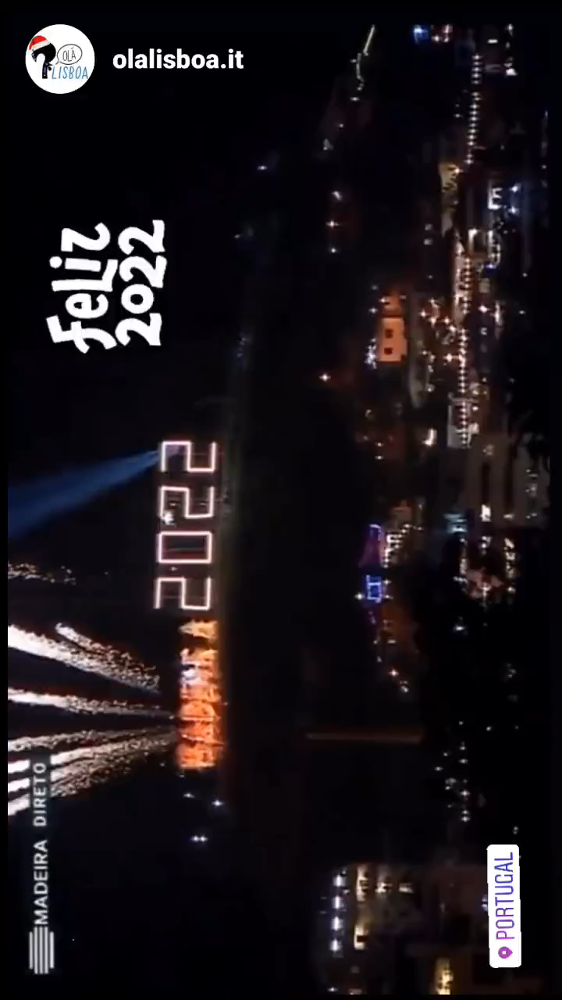 OLÁ
LISBOA
olalisboa.it
feliz
2022
2022
MADEIRA
MADEIRA DIRETO
PORTUGAL